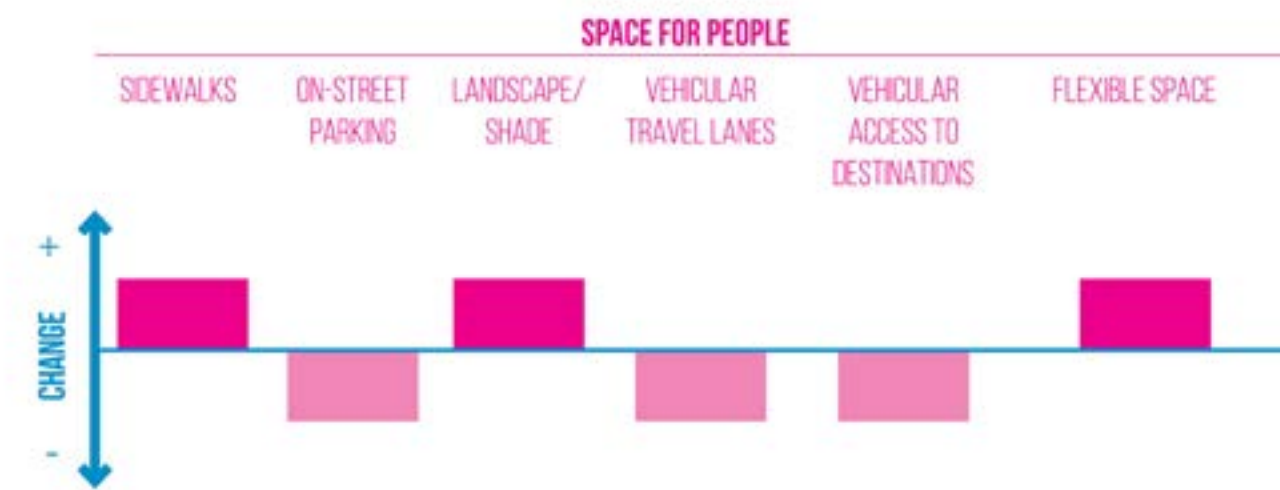 SPACE FOR PEOPLE
SIDEWALKS
ON-STREET
PARKING
LANDSCAPE/
SHADE
VEHICULAR
TRAVEL LANES
VEHICULAR
ACCESS TO
DESTINATIONS
FLEXIBLE SPACE
+
CHANGE
-